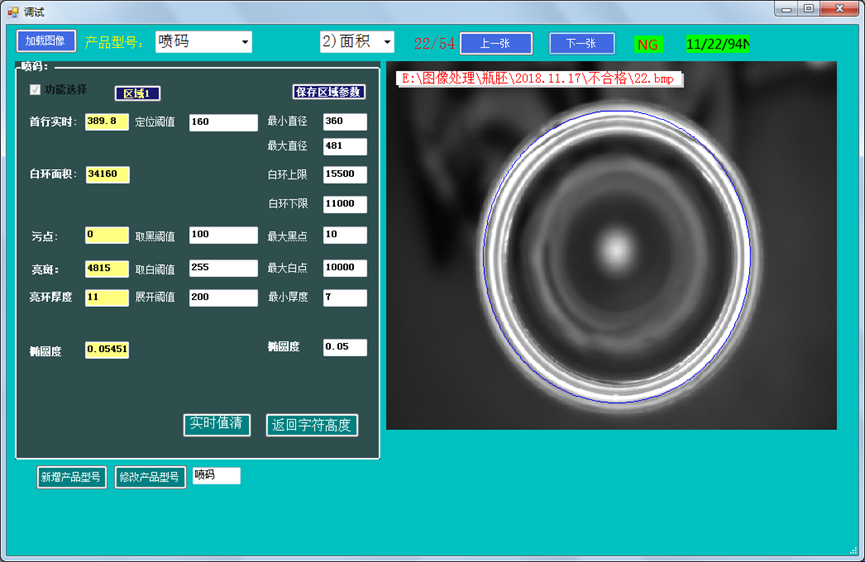 调试
加载图像 产品型号: 喷码 2)面积 22/54 上一张 下一张 NG 11/22/94N
喷码:
E:\图像处理\瓶胚\2018.11.17\不合格\22.bmp
功能选择 区域1 保存区域参数
首行实时: 389.8 定位阈值 160 最小直径 360
最大直径 481
白环面积: 34160 白环上限 15500
白环下限 11000
污点: 0 取黑阈值 100 最大黑点 10
亮斑: 4815 取白阈值 255 最大白点 10000
亮环厚度 11 展开阈值 200 最小厚度 7
椭圆度 0.05451 椭圆度 0.05
实时值清 返回字符高度
新增产品型号 修改产品型号 喷码